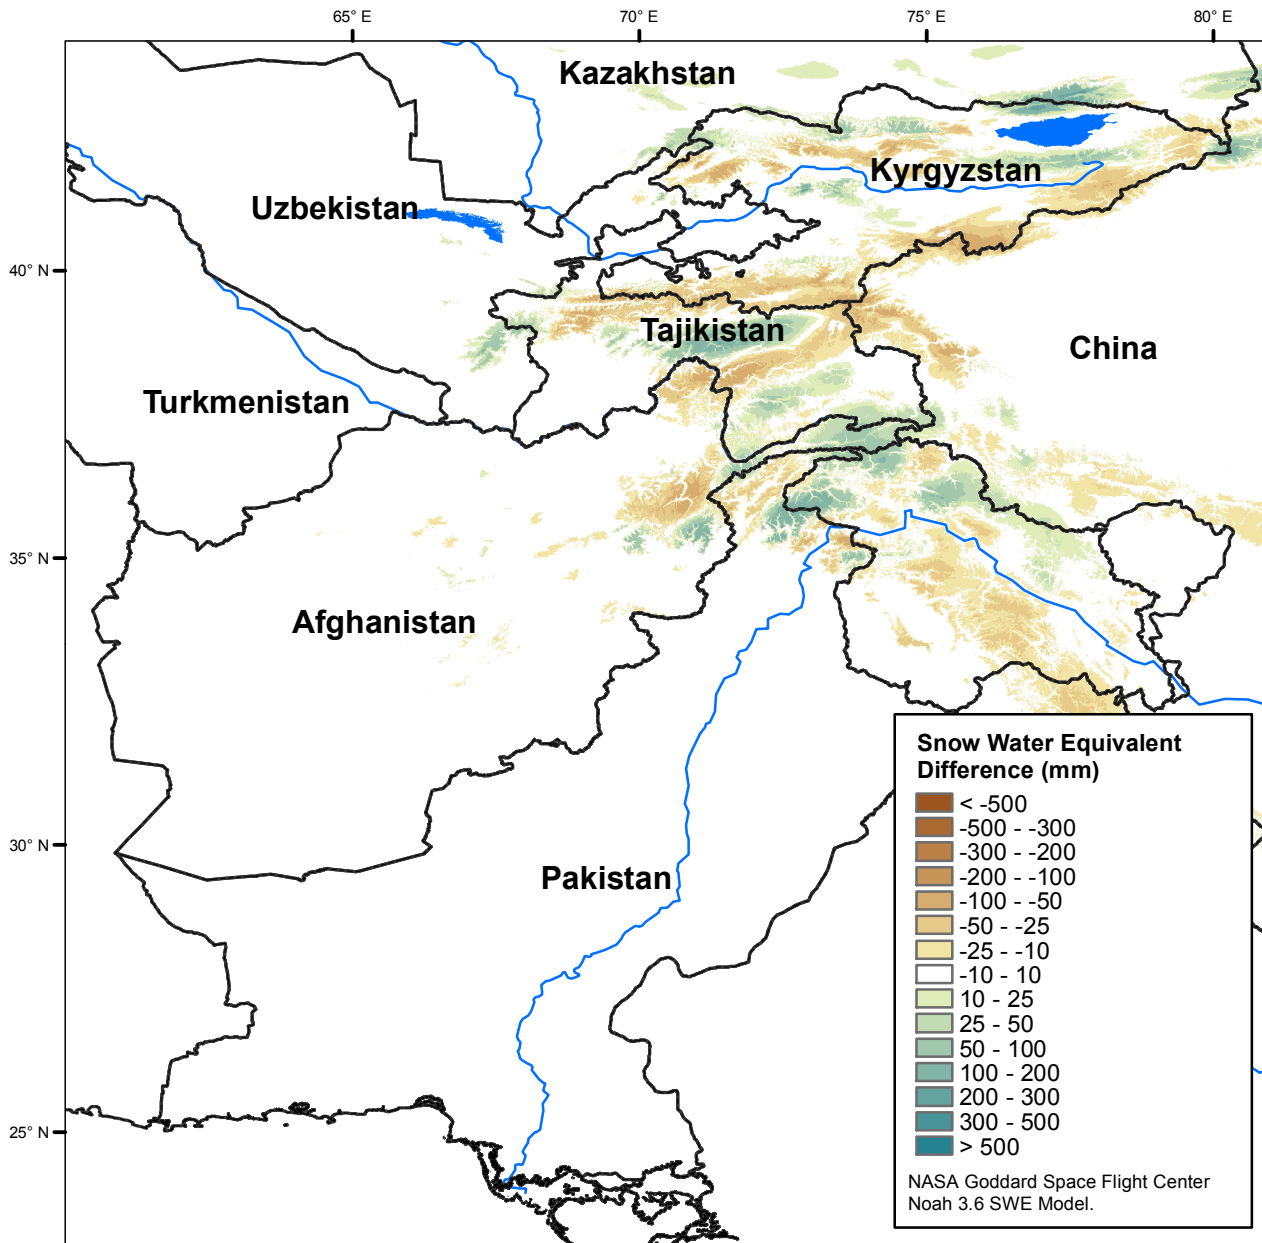 65° E
70° E
75° E
80° E
Kazakhstan
Kyrgyzstan
Uzbekistan
40° N
Tajikistan
China
Turkmenistan
35° N
Afghanistan
30° N
Pakistan
25° N
Snow Water Equivalent
Difference (mm)
< -500
-500 - -300
-300 - -200
-200 - -100
-100 - -50
-50 - -25
-25 - -10
-10 - 10
10 - 25
25 - 50
50 - 100
100 - 200
200 - 300
300 - 500
> 500
NASA Goddard Space Flight Center
Noah 3.6 SWE Model.